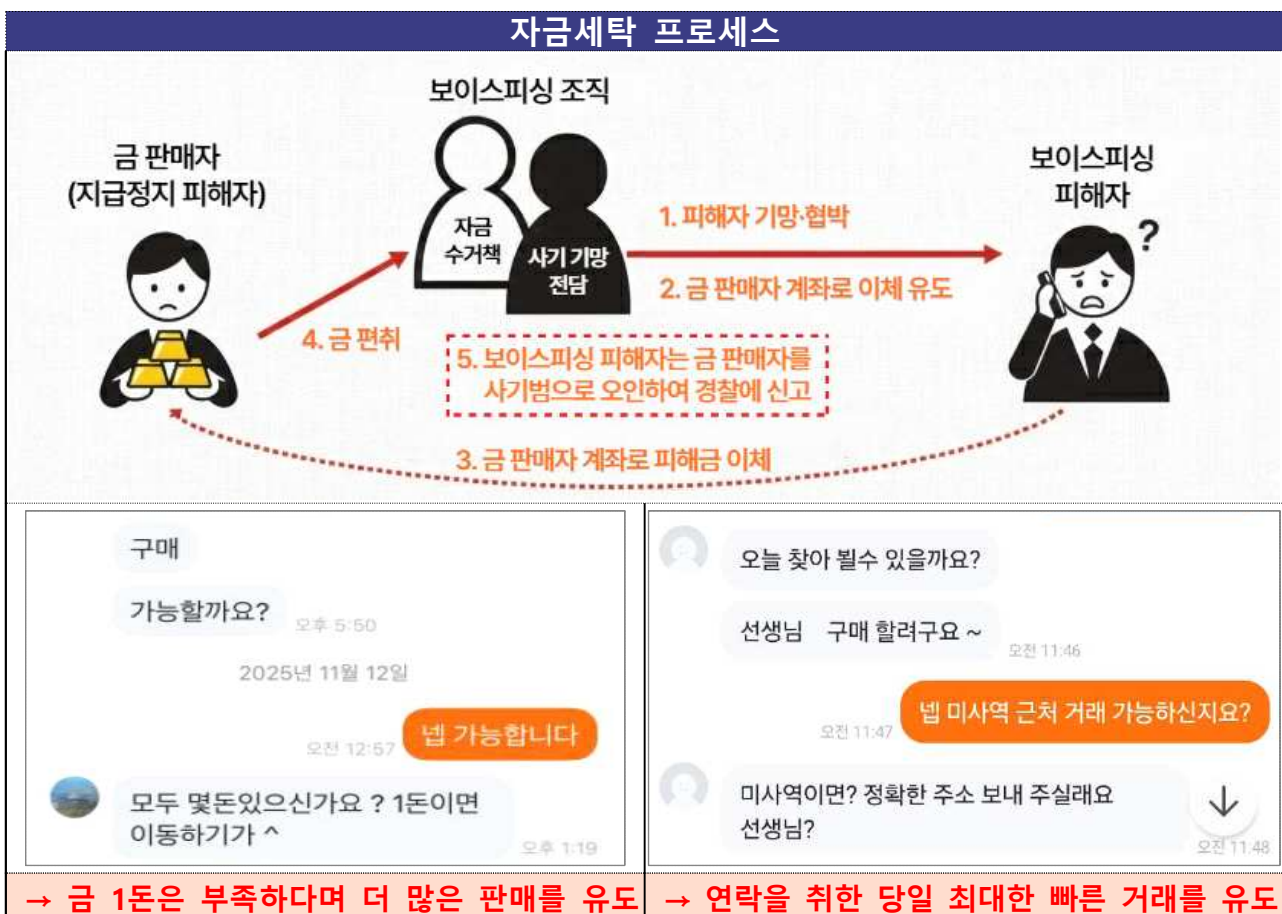 자금세탁 프로세스
보이스피싱 조직
금 판매자
(지급정지 피해자)
보이스피싱
피해자
자금
수거책
사기 기망
전담
?
1. 피해자 기망·협박
2. 금 판매자 계좌로 이체 유도
4. 금 편취
5. 보이스피싱 피해자는 금 판매자를
사기범으로 오인하여 경찰에 신고
3. 금 판매자 계좌로 피해금 이체
구매
가능할까요?
오후 5:50
2025년 11월 12일
넵 가능합니다
오전 12:57
모두 몇돈있으신가요 ? 1돈이면
이동하기가 ^
오후 1:19
→ 금 1돈은 부족하다며 더 많은 판매를 유도
오늘 찾아 뵐수 있을까요?
선생님 구매 할려구요 ~
오전 11:46
넵 미사역 근처 거래 가능하신지요?
오전 11:47
미사역이면? 정확한 주소 보내 주실래요
선생님?
오전 11:48
→ 연락을 취한 당일 최대한 빠른 거래를 유도